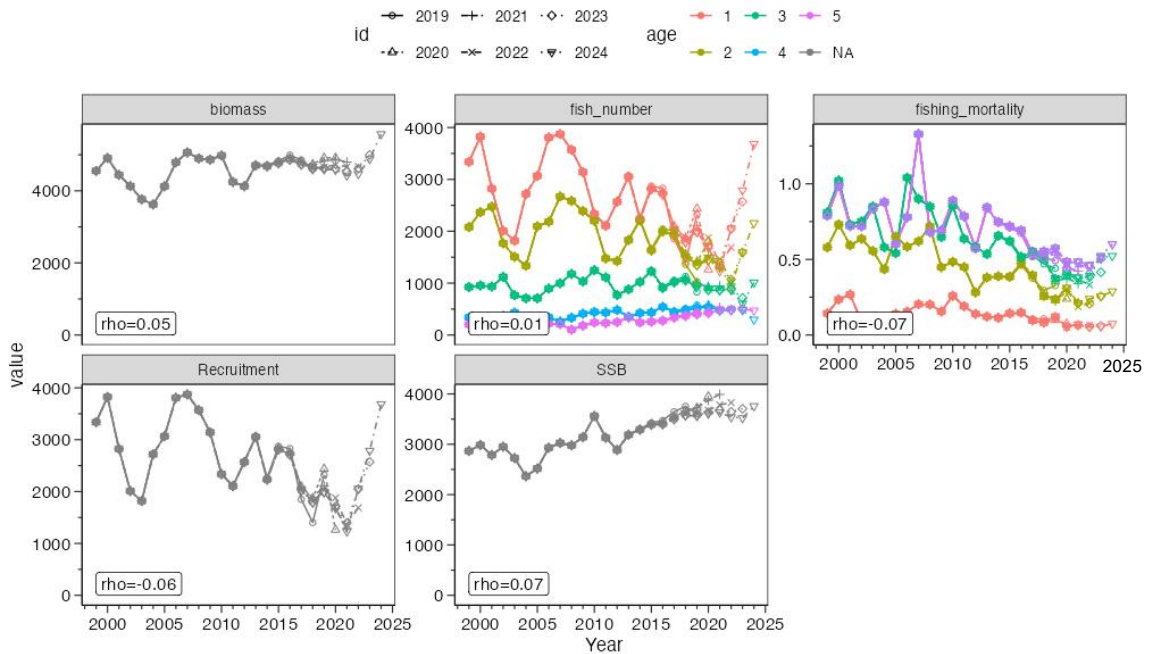 id
2019 2021 2023
2020 2022 2024
age
1 3 5
2 4 NA
biomass
4000
2000
0
rho=0.05
fish_number
4000
3000
2000
1000
0
rho=0.01
fishing_mortality
1.0
0.5
0.0
rho=-0.07
2000 2005 2010 2015 2020 2025
value
Recruitment
4000
3000
2000
1000
0
rho=-0.06
2000 2005 2010 2015 2020 2025
SSB
4000
3000
2000
1000
0
rho=0.07
2000 2005 2010 2015 2020 2025
Year